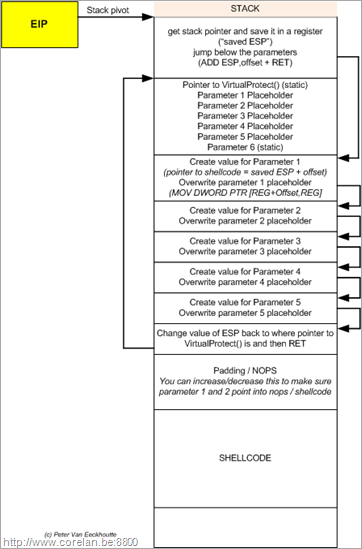 EIP
Stack pivot
STACK
get stack pointer and save it in a register
("saved ESP")
jump below the parameters
(ADD ESP,offset + RET)
Pointer to VirtualProtect() (static)
Parameter 1 Placeholder
Parameter 2 Placeholder
Parameter 3 Placeholder
Parameter 4 Placeholder
Parameter 5 Placeholder
Parameter 6 (static)
Create value for Parameter 1
(pointer to shellcode = saved ESP + offset)
Overwrite parameter 1 placeholder
(MOV DWORD PTR [REG+Offset,REG]
Create value for Parameter 2
Overwrite parameter 2 placeholder
Create value for Parameter 3
Overwrite parameter 3 placeholder
Create value for Parameter 4
Overwrite parameter 4 placeholder
Create value for Parameter 5
Overwrite parameter 5 placeholder
Change value of ESP back to where pointer to
VirtualProtect() is and then RET
Padding / NOPS
You can increase/decrease this to make sure
parameter 1 and 2 point into nops / shellcode
SHELLCODE
(c) Peter Van Eeckhoutte
http://www.corelan.be:8800